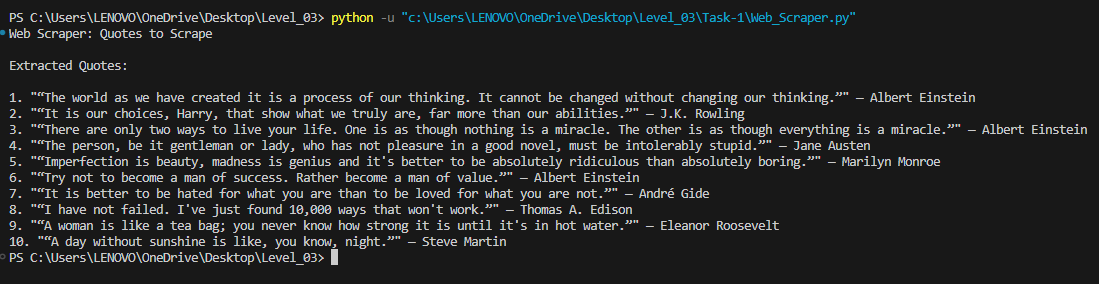 PS C:\Users\LENOVO\OneDrive\Desktop\Level_03> python -u "c:\Users\LENOVO\OneDrive\Desktop\Level_03\Task-1\Web_Scraper.py"
Web Scraper: Quotes to Scrape
Extracted Quotes:
1. "“The world as we have created it is a process of our thinking. It cannot be changed without changing our thinking.”" — Albert Einstein
2. "“It is our choices, Harry, that show what we truly are, far more than our abilities.”" — J.K. Rowling
3. "“There are only two ways to live your life. One is as though nothing is a miracle. The other is as though everything is a miracle.”" — Albert Einstein
4. "“The person, be it gentleman or lady, who has not pleasure in a good novel, must be intolerably stupid.”" — Jane Austen
5. "“Imperfection is beauty, madness is genius and it's better to be absolutely ridiculous than absolutely boring.”" — Marilyn Monroe
6. "“Try not to become a man of success. Rather become a man of value.”" — Albert Einstein
7. "“It is better to be hated for what you are than to be loved for what you are not.”" — André Gide
8. "“I have not failed. I've just found 10,000 ways that won't work.”" — Thomas A. Edison
9. "“A woman is like a tea bag; you never know how strong it is until it's in hot water.”" — Eleanor Roosevelt
10. "“A day without sunshine is like, you know, night.”" — Steve Martin
PS C:\Users\LENOVO\OneDrive\Desktop\Level_03>